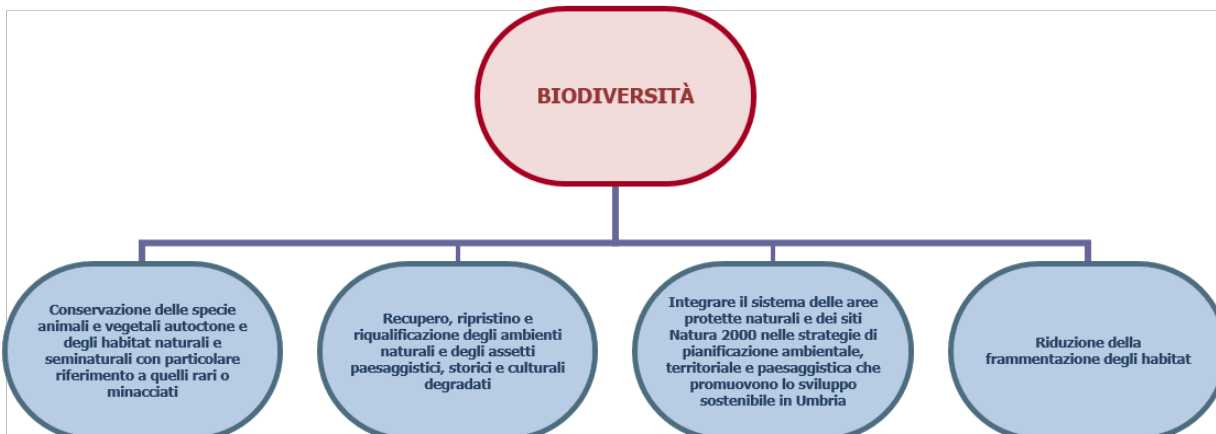 BIODIVERSITÀ
Conservazione delle specie
animali e vegetali autoctone e
degli habitat naturali e
seminaturali con particolare
riferimento a quelli rari o
minacciati
Recupero, ripristino e
riqualificazione degli ambienti
naturali e degli assetti
paesaggistici, storici e culturali
degradati
Integrare il sistema delle aree
protette naturali e dei siti
Natura 2000 nelle strategie di
pianificazione ambientale,
territoriale e paesaggistica che
promuovono lo sviluppo
sostenibile in Umbria
Riduzione della
frammentazione degli habitat